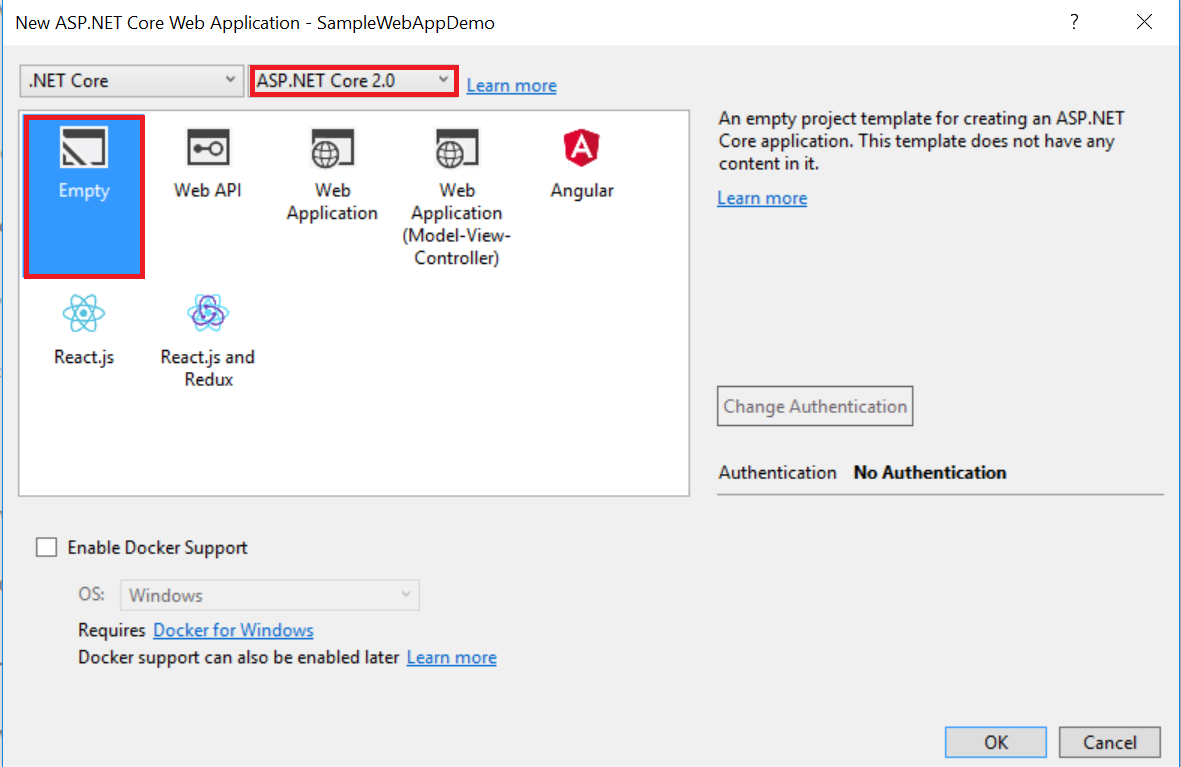 New ASP.NET Core Web Application - SampleWebAppDemo
?
.NET Core
ASP.NET Core 2.0
Learn more
Empty
Web API
Web
Application
Web
Application
(Model-View-
Controller)
Angular
React.js
React.js and
Redux
An empty project template for creating an ASP.NET
Core application. This template does not have any
content in it.
Learn more
Change Authentication
Authentication No Authentication
Enable Docker Support
OS: Windows
Requires Docker for Windows
Docker support can also be enabled later Learn more
OK
Cancel